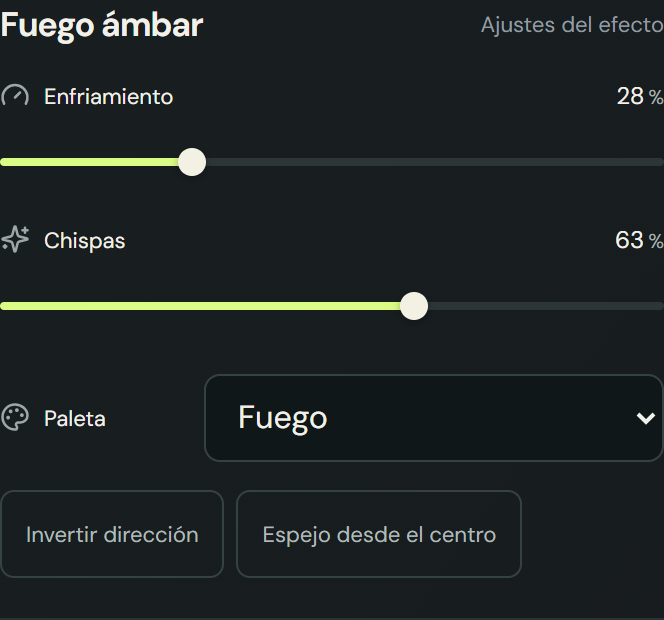 Fuego ámbar
Ajustes del efecto
Enfriamiento
28 %
Chispas
63 %
Paleta
Fuego
Invertir dirección
Espejo desde el centro